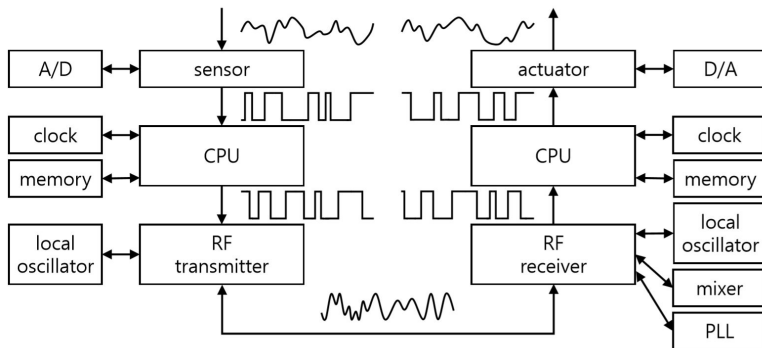 A/D
sensor
actuator
D/A
clock
CPU
CPU
clock
memory
memory
local
oscillator
RF
transmitter
RF
receiver
local
oscillator
mixer
PLL